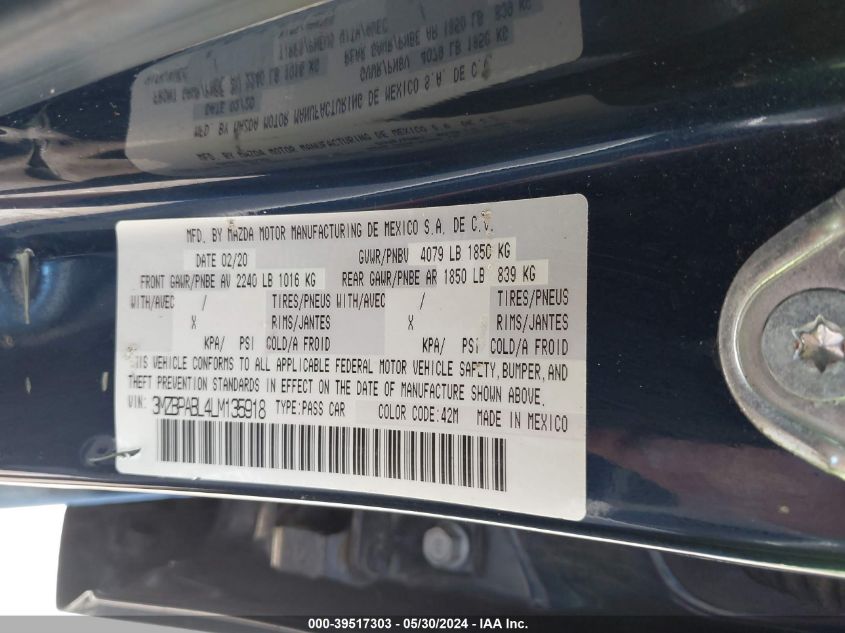 MFD. BY MAZDA MOTOR MANUFACTURING DE MEXICO S.A. DE C.V.
DATE 02/20 GVWR/PNBV 4079 LB 1850 KG
FRONT GAWR/PNBE AV 2240 LB 1016 KG REAR GAWR/PNBE AR 1850 LB 839 KG
WITH/AVEC / TIRES/PNEUS WITH/AVEC / TIRES/PNEUS
X RIMS/JANTES X RIMS/JANTES
KPA/ PSI COLD/A FROID KPA/ PSI COLD/A FROID
THIS VEHICLE CONFORMS TO ALL APPLICABLE FEDERAL MOTOR VEHICLE SAFETY, BUMPER, AND
THEFT PREVENTION STANDARDS IN EFFECT ON THE DATE OF MANUFACTURE SHOWN ABOVE.
VIN: 3MZBPABL4LM135918 TYPE:PASS CAR COLOR CODE:42M MADE IN MEXICO
000-39517303 - 05/30/2024 - IAA Inc.